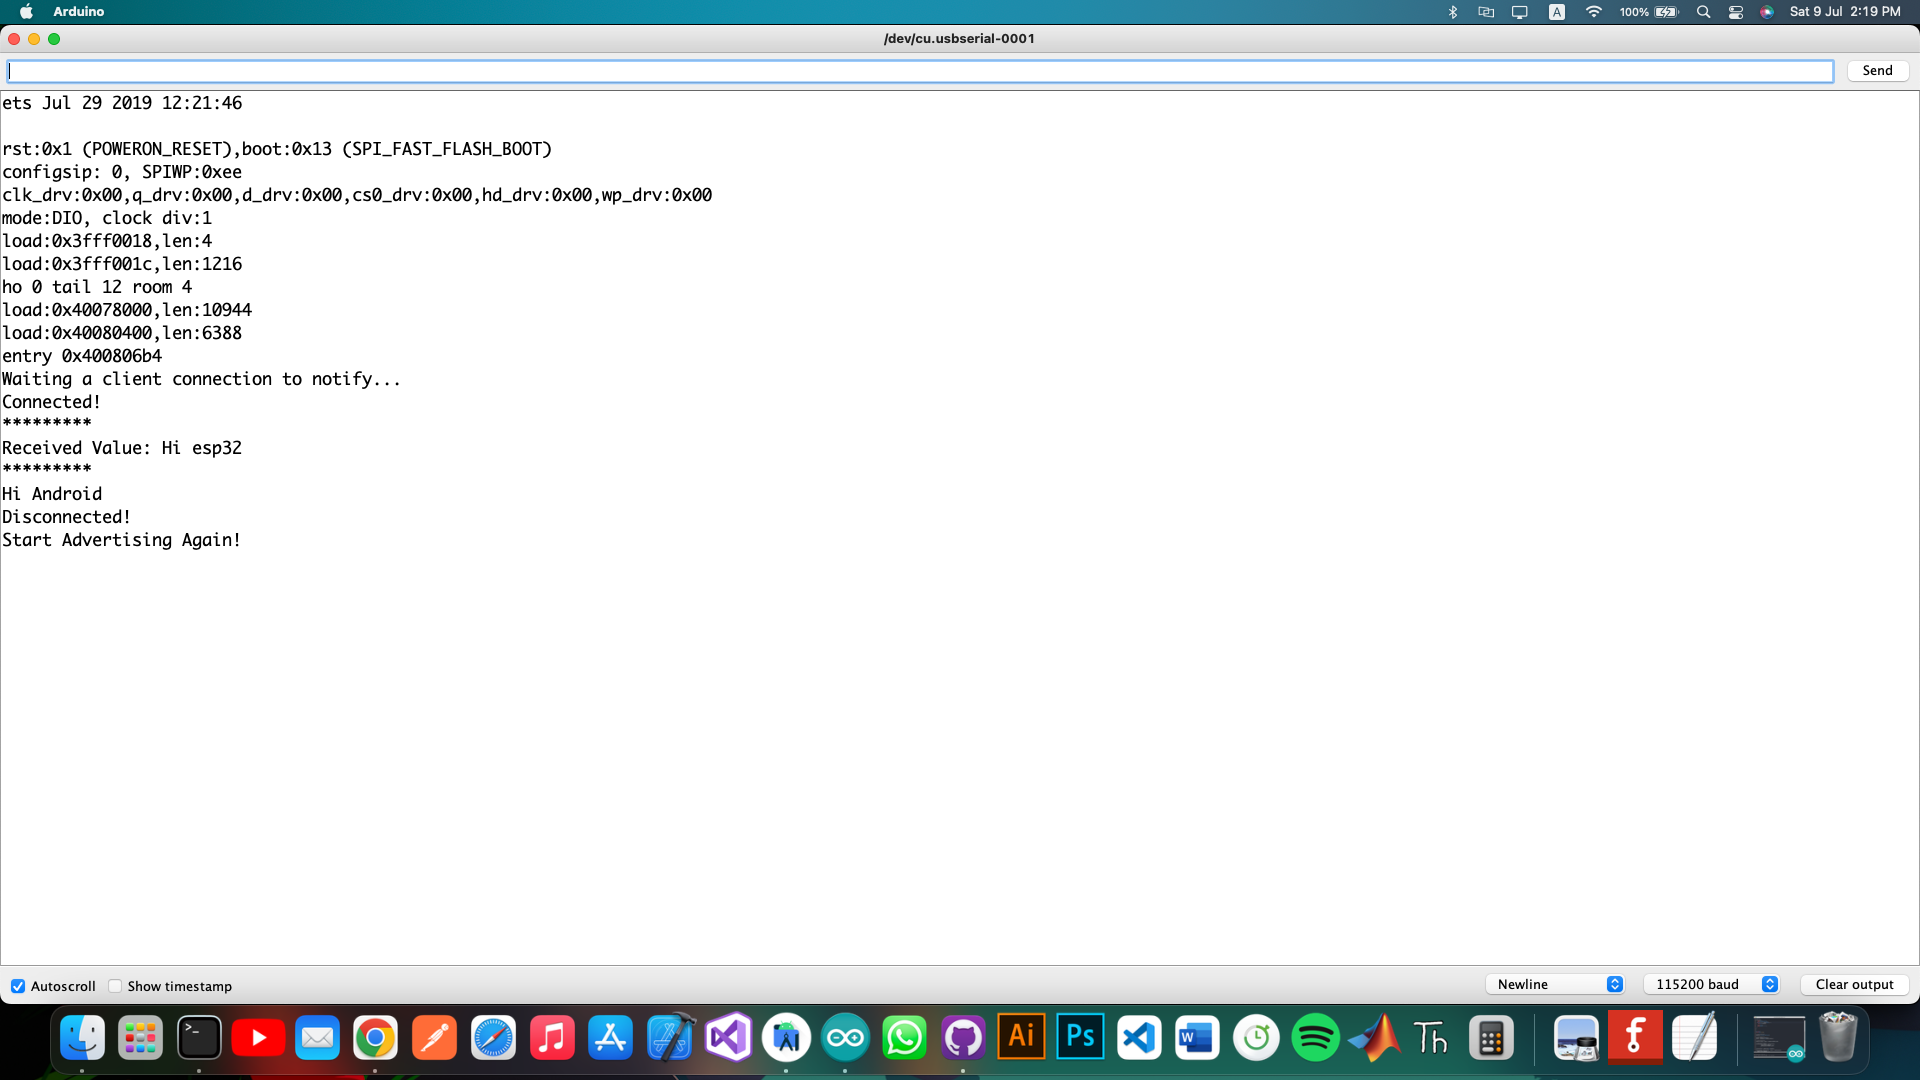 Arduino
A
100%
Sat 9 Jul 2:19 PM
/dev/cu.usbserial-0001
Send
ets Jul 29 2019 12:21:46
rst:0x1 (POWERON_RESET),boot:0x13 (SPI_FAST_FLASH_BOOT)
configsip: 0, SPIWP:0xee
clk_drv:0x00,q_drv:0x00,d_drv:0x00,cs0_drv:0x00,hd_drv:0x00,wp_drv:0x00
mode:DIO, clock div:1
load:0x3fff0018,len:4
load:0x3fff001c,len:1216
ho 0 tail 12 room 4
load:0x40078000,len:10944
load:0x40080400,len:6388
entry 0x400806b4
Waiting a client connection to notify...
Connected!
*********
Received Value: Hi esp32
*********
Hi Android
Disconnected!
Start Advertising Again!
Autoscroll
Show timestamp
Newline
115200 baud
Clear output
>_
Ai
Ps
W
Th
f